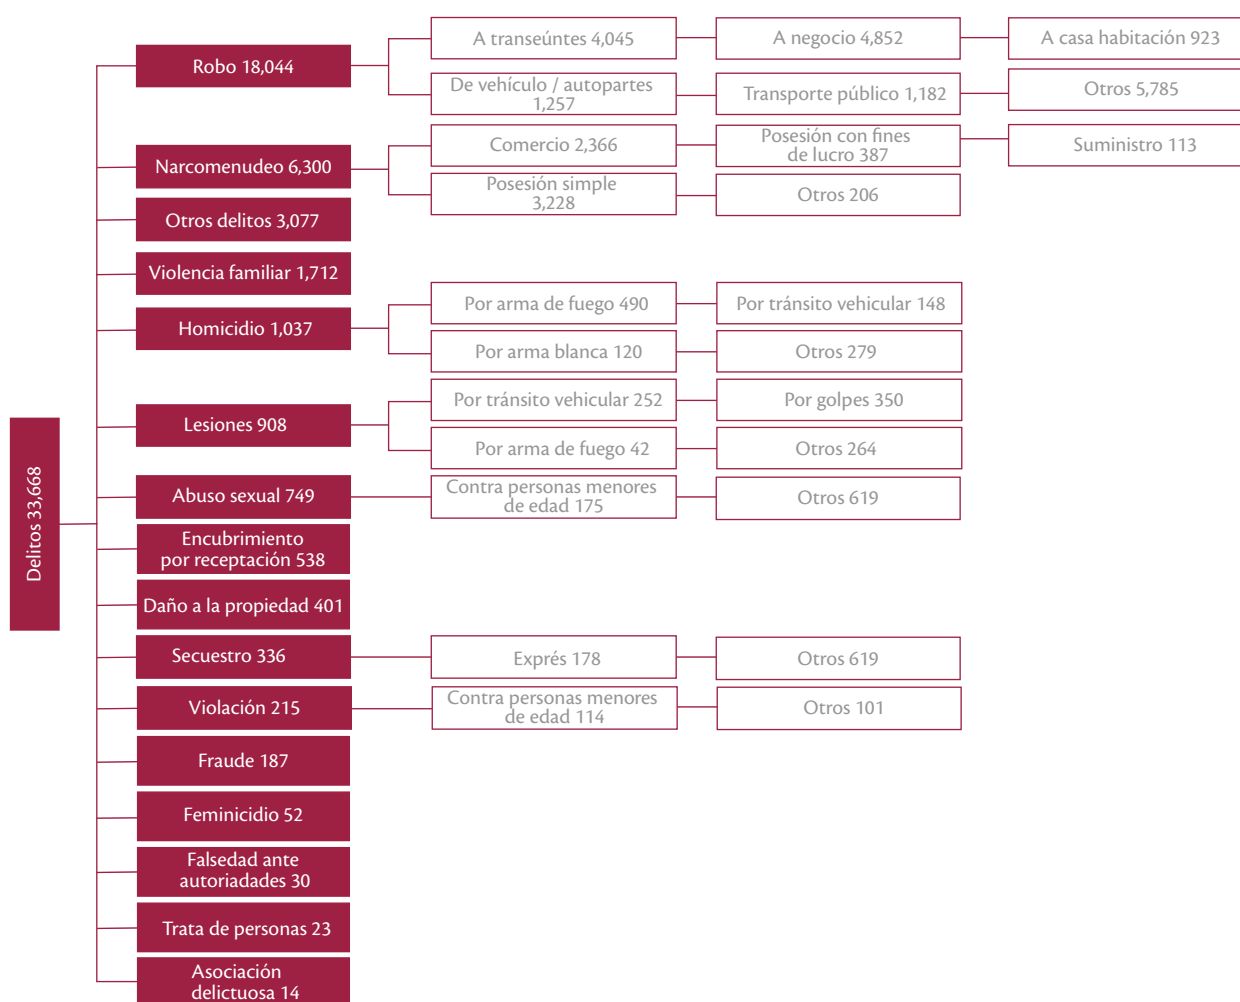 Delitos 33,668
Robo 18,044
A transeúntes 4,045
A negocio 4,852
A casa habitación 923
De vehículo / autopartes
1,257
Transporte público 1,182
Otros 5,785
Narcomenudeo 6,300
Comercio 2,366
Posesión con fines
de lucro 387
Suministro 113
Posesión simple
3,228
Otros 206
Otros delitos 3,077
Violencia familiar 1,712
Homicidio 1,037
Por arma de fuego 490
Por tránsito vehicular 148
Por arma blanca 120
Otros 279
Lesiones 908
Por tránsito vehicular 252
Por golpes 350
Por arma de fuego 42
Otros 264
Abuso sexual 749
Contra personas menores
de edad 175
Otros 619
Encubrimiento
por receptación 538
Daño a la propiedad 401
Secuestro 336
Exprés 178
Otros 619
Violación 215
Contra personas menores
de edad 114
Otros 101
Fraude 187
Feminicidio 52
Falsedad ante
autoriadades 30
Trata de personas 23
Asociación
delictuosa 14